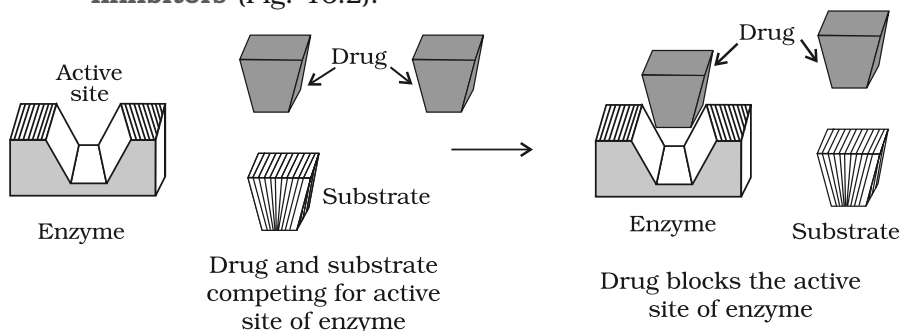 (Fig. 16.2).
Active
site
Enzyme
Drug
Substrate
Drug and substrate
competing for active
site of enzyme
Drug
Enzyme
Substrate
Drug blocks the active
site of enzyme